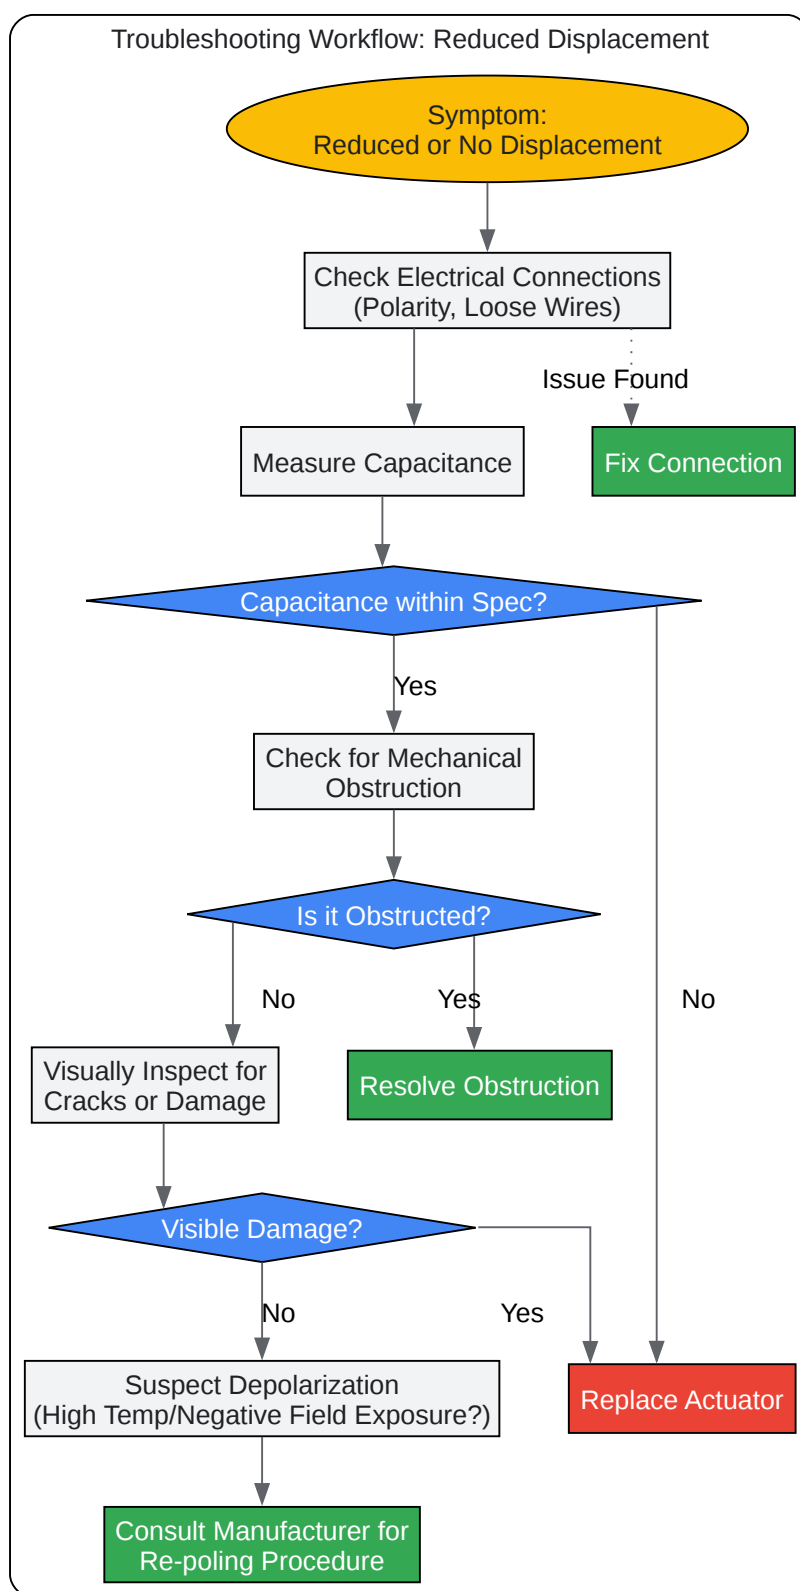 Troubleshooting Workflow: Reduced Displacement
Symptom:
Reduced or No Displacement
Check Electrical Connections
(Polarity, Loose Wires)
Issue Found
Measure Capacitance
Fix Connection
Capacitance within Spec?
Yes
Check for Mechanical
Obstruction
Is it Obstructed?
No
Yes
No
Visually Inspect for
Cracks or Damage
Resolve Obstruction
Visible Damage?
No
Yes
Suspect Depolarization
(High Temp/Negative Field Exposure?)
Replace Actuator
Consult Manufacturer for
Re-poling Procedure